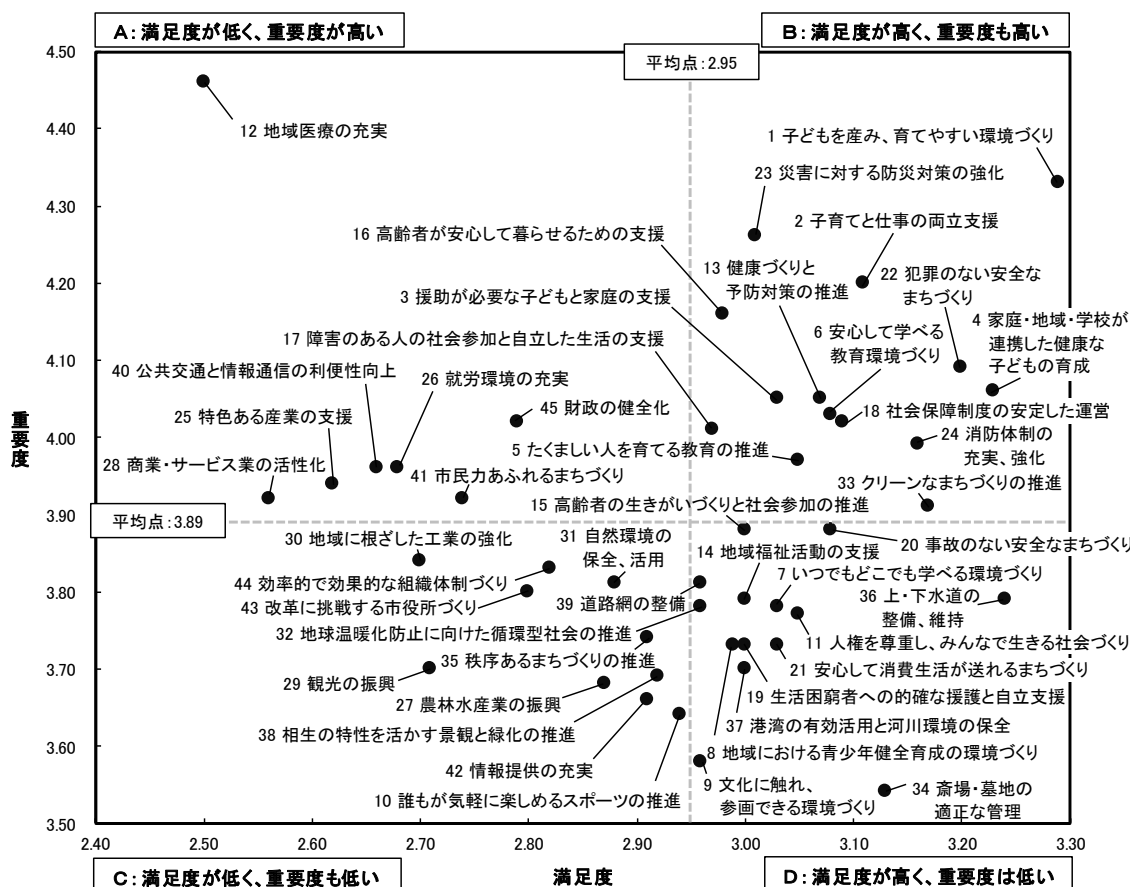 A:満足度が低く、重要度が高い
B:満足度が高く、重要度も高い
4.50
平均点:2.95
12 地域医療の充実
4.40
1 子どもを産み、育てやすい環境づくり
23 災害に対する防災対策の強化
4.30
2 子育てと仕事の両立支援
16 高齢者が安心して暮らせるための支援
13 健康づくりと
予防対策の推進
22 犯罪のない安全な
まちづくり
4.20
3 援助が必要な子どもと家庭の支援
6 安心して学べる
教育環境づくり
4 家庭・地域・学校が
連携した健康な
子どもの育成
17 障害のある人の社会参加と自立した生活の支援
4.10
40 公共交通と情報通信の利便性向上
26 就労環境の充実
45 財政の健全化
18 社会保障制度の安定した運営
25 特色ある産業の支援
24 消防体制の
充実、強化
重要度
4.00
5 たくましい人を育てる教育の推進
28 商業・サービス業の活性化
41 市民力あふれるまちづくり
33 クリーンなまちづくりの推進
15 高齢者の生きがいづくりと社会参加の推進
3.90
平均点:3.89
30 地域に根ざした工業の強化
31 自然環境の
保全、活用
20 事故のない安全なまちづくり
14 地域福祉活動の支援
44 効率的で効果的な組織体制づくり
7 いつでもどこでも学べる環境づくり
3.80
43 改革に挑戦する市役所づくり
39 道路網の整備
36 上・下水道の
整備、維持
32 地球温暖化防止に向けた循環型社会の推進
11 人権を尊重し、みんなで生きる社会づくり
35 秩序あるまちづくりの推進
21 安心して消費生活が送れるまちづくり
3.70
29 観光の振興
27 農林水産業の振興
19 生活困窮者への的確な援護と自立支援
38 相生の特性を活かす景観と緑化の推進
37 港湾の有効活用と河川環境の保全
3.60
42 情報提供の充実
8 地域における青少年健全育成の環境づくり
10 誰もが気軽に楽しめるスポーツの推進
9 文化に触れ、
参画できる環境づくり
34 斎場・墓地の
適正な管理
3.50
2.40 2.50 2.60 2.70 2.80 2.90 3.00 3.10 3.20 3.30
C:満足度が低く、重要度も低い
満足度
D:満足度が高く、重要度は低い